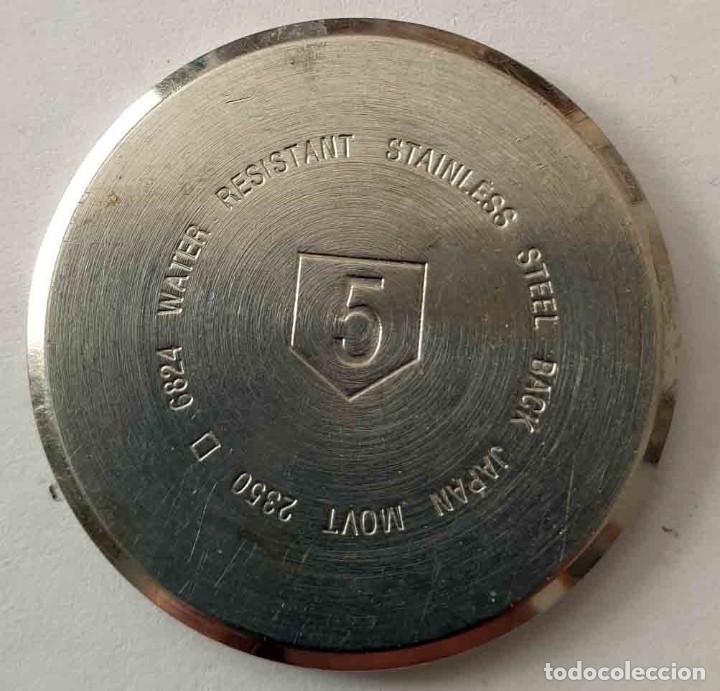 6824 WATER RESISTANT STAINLESS STEEL BACK JAPAN MOVT 2350
5
todocoleccion